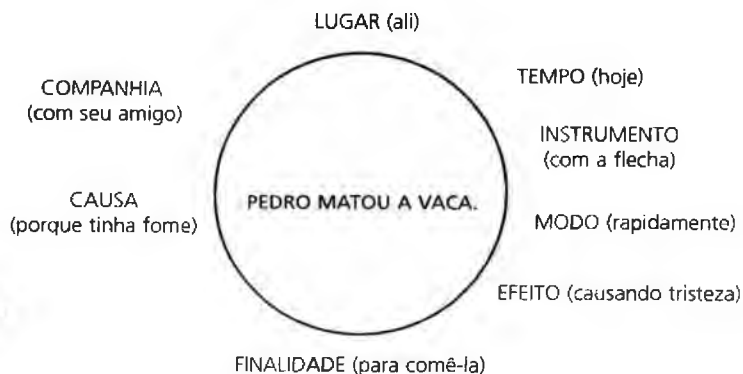 LUGAR (ali)
TEMPO (hoje)
COMPANHIA
(com seu amigo)
INSTRUMENTO
(com a flecha)
CAUSA
(porque tinha fome)
PEDRO MATOU A VACA.
MODO (rapidamente)
EFEITO (causando tristeza)
FINALIDADE (para comê-la)